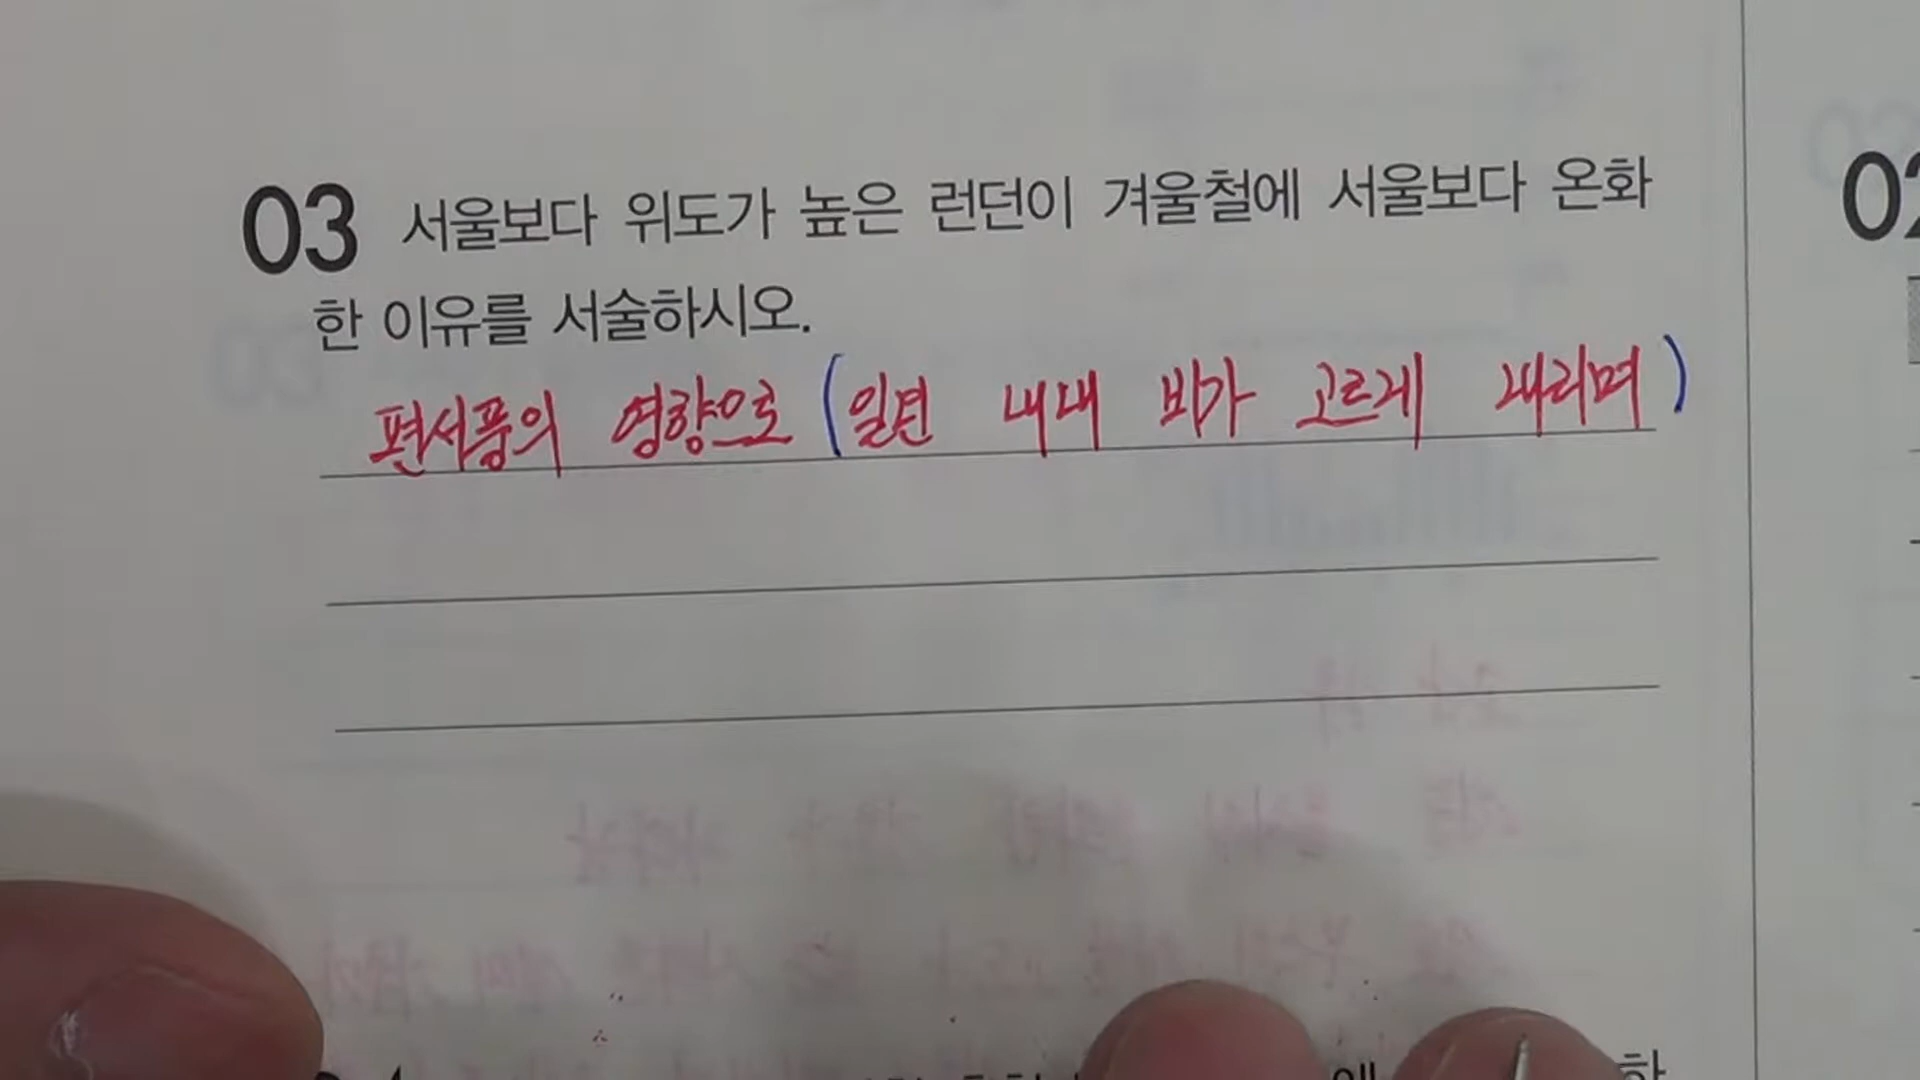 03 서울보다 위도가 높은 런던이 겨울철에 서울보다 온화
한 이유를 서술하시오.
편서풍의 영향으로 (일년 내내 비가 고르게 내리며)
02